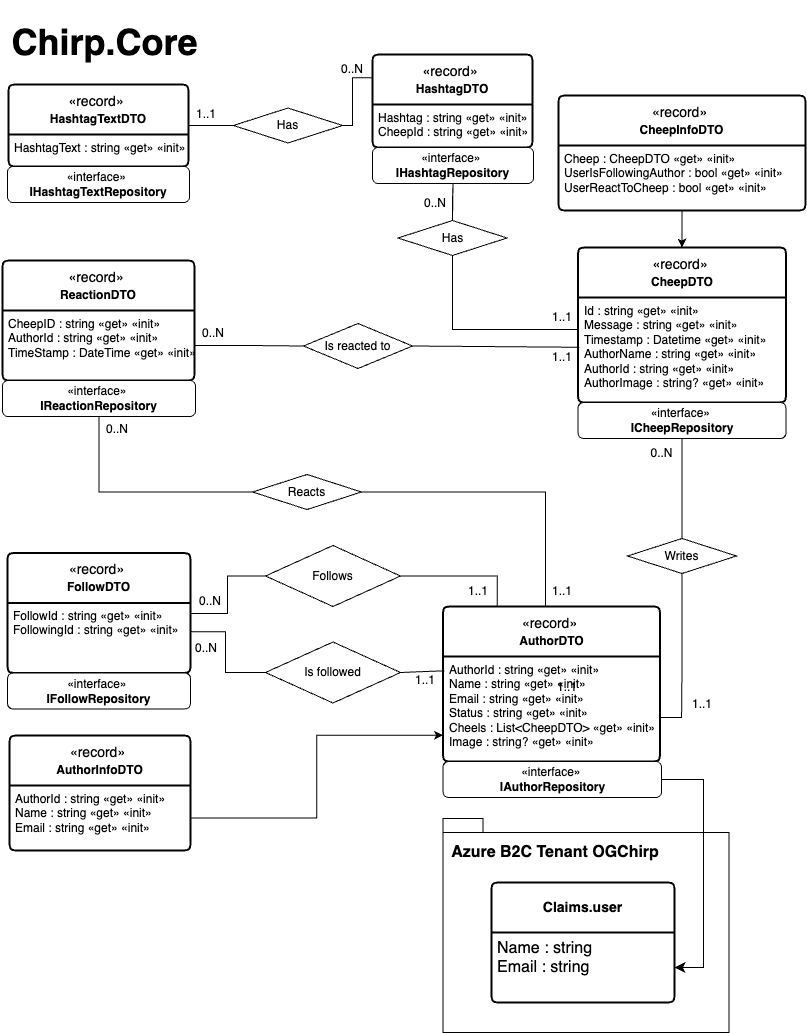 Chirp.Core
«record»
HashtagTextDTO
HashtagText : string «get» «init»
«interface»
IHashtagTextRepository
1..1
Has
0..N
«record»
HashtagDTO
Hashtag : string «get» «init»
CheepId : string «get» «init»
«interface»
IHashtagRepository
0..N
Has
1..1
«record»
CheepInfoDTO
Cheep : CheepDTO «get» «init»
UserIsFollowingAuthor : bool «get» «init»
UserReactToCheep : bool «get» «init»
«record»
CheepDTO
Id : string «get» «init»
Message : string «get» «init»
Timestamp : Datetime «get» «init»
AuthorName : string «get» «init»
AuthorId : string «get» «init»
AuthorImage : string? «get» «init»
«interface»
ICheepRepository
«record»
ReactionDTO
CheepID : string «get» «init»
AuthorId : string «get» «init»
TimeStamp : DateTime «get» «init»
«interface»
IReactionRepository
0..N
Is reacted to
1..1
0..N
Reacts
1..1
0..N
Writes
1..1
«record»
FollowDTO
FollowId : string «get» «init»
FollowingId : string «get» «init»
«interface»
IFollowRepository
0..N
Follows
1..1
0..N
Is followed
1..1
«record»
AuthorDTO
AuthorId : string «get» «init»
Name : string «get» «init»
1..1
Email : string «get» «init»
Status : string «get» «init»
Cheels : List<CheepDTO> «get» «init»
Image : string? «get» «init»
«interface»
IAuthorRepository
«record»
AuthorInfoDTO
AuthorId : string «get» «init»
Name : string «get» «init»
Email : string «get» «init»
Azure B2C Tenant OGChirp
Claims.user
Name : string
Email : string